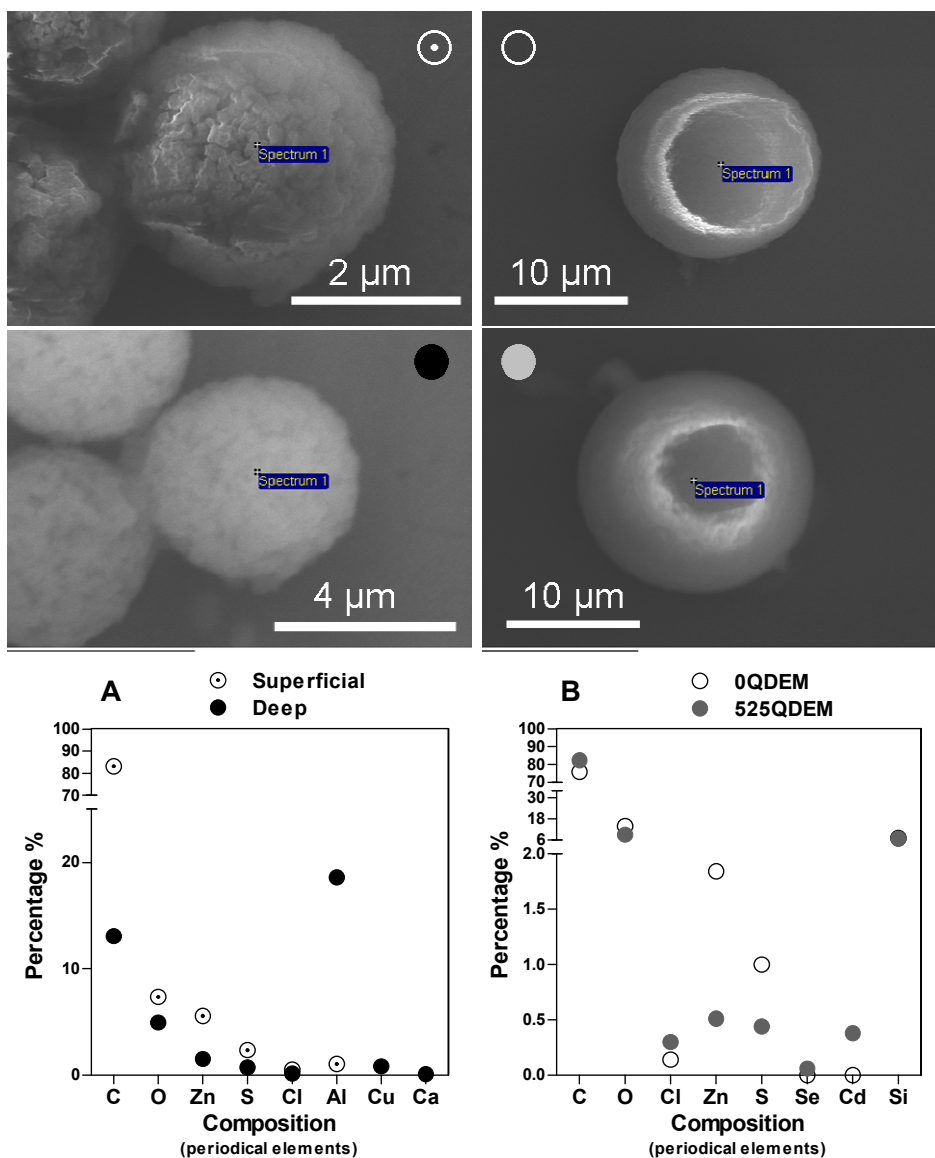 Spectrum 1
2 µm
Spectrum 1
10 µm
Spectrum 1
4 µm
Spectrum 1
10 µm
A
Superficial
Deep
100
90
80
70
20
10
0
Percentage %
C O Zn S Cl Al Cu Ca
Composition
(periodical elements)
B
0QDEM
525QDEM
100
90
80
70
30
18
6
2.0
1.5
1.0
0.5
0.0
Percentage %
C O Cl Zn S Se Cd Si
Composition
(periodical elements)